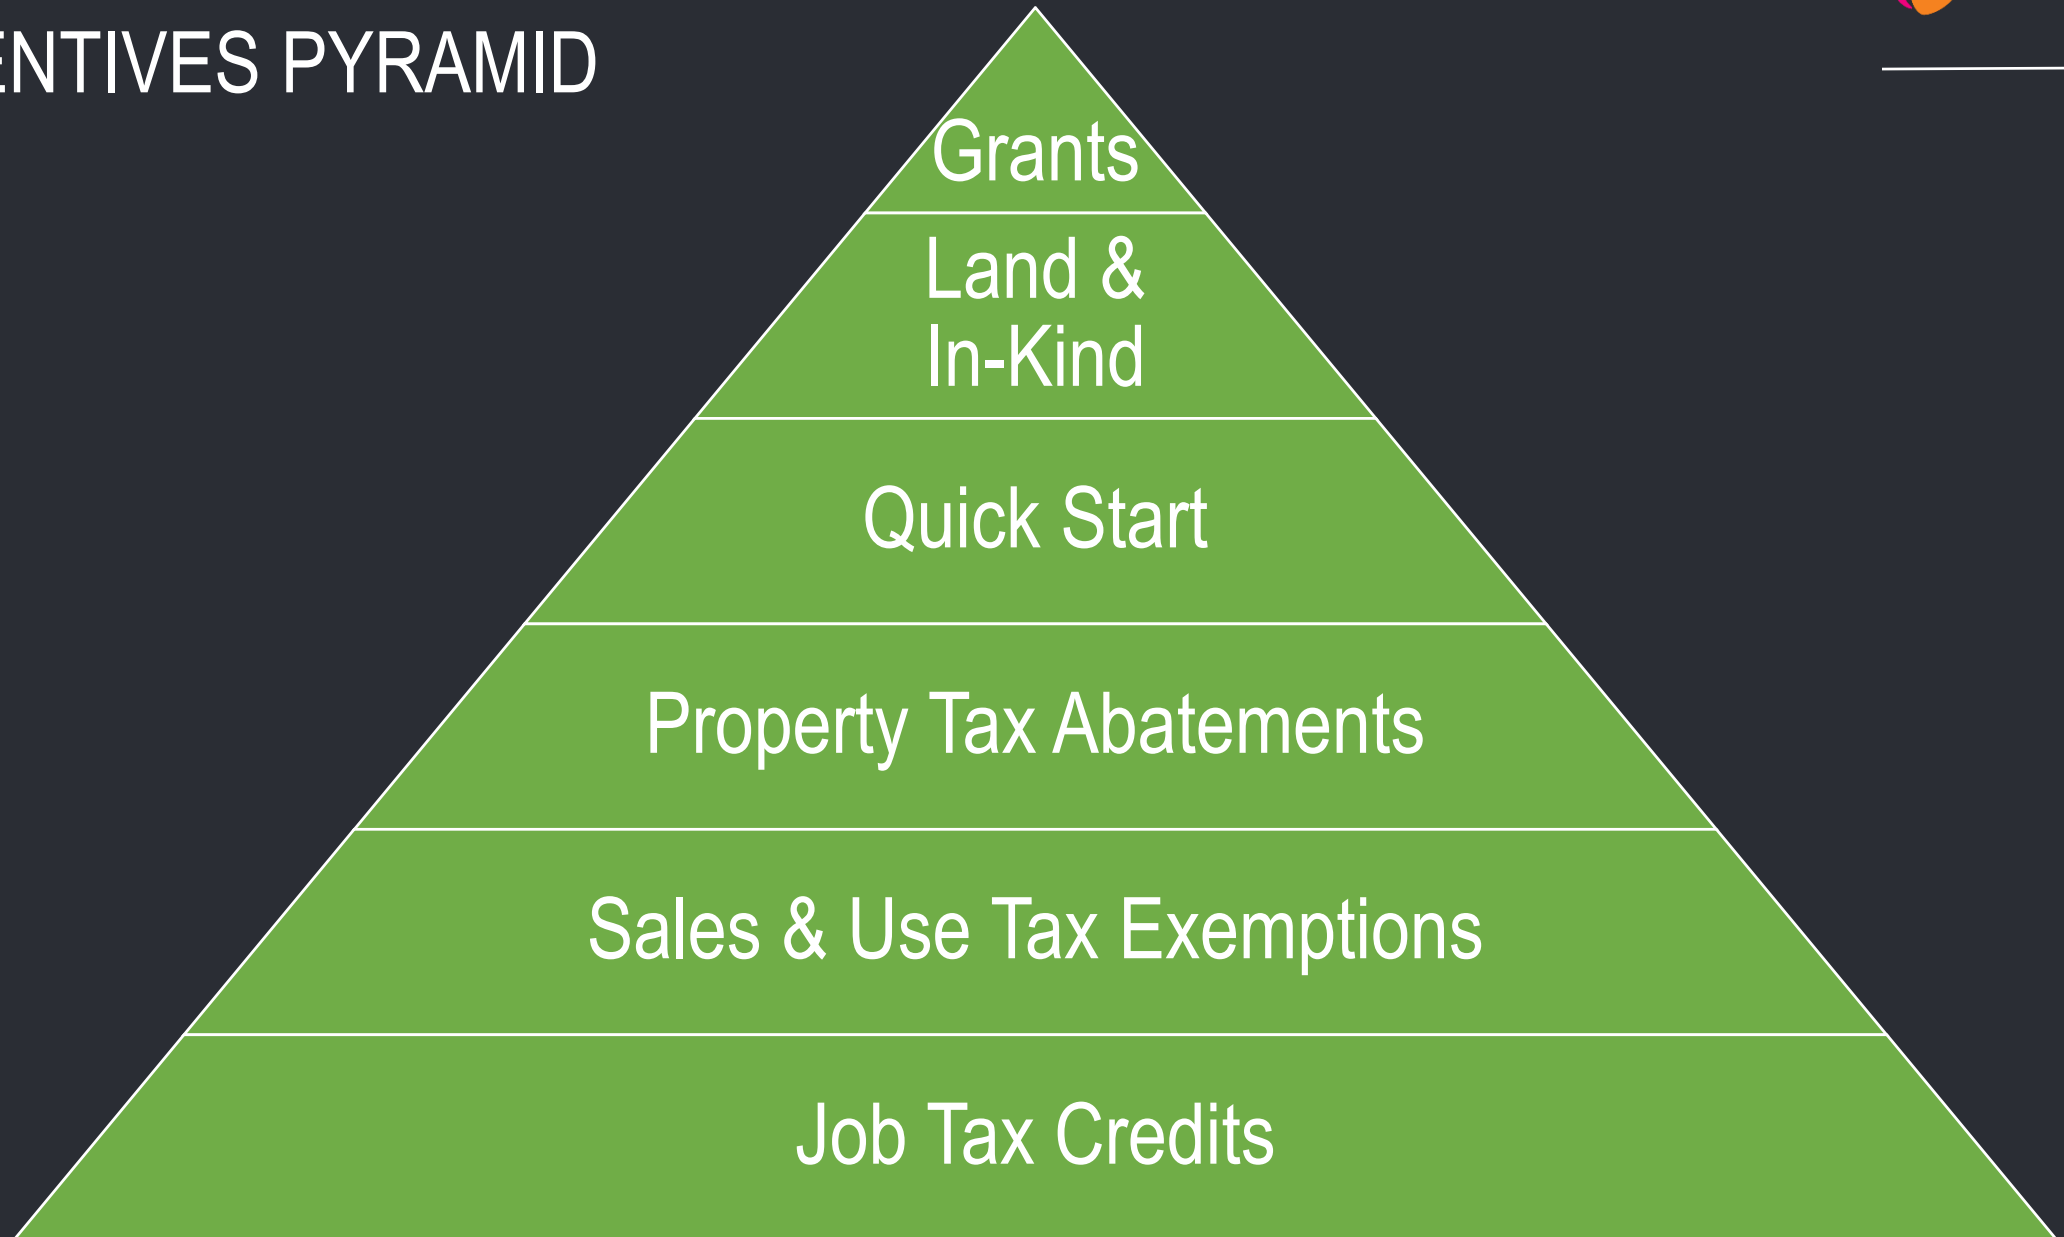 ENTIVES PYRAMID
Grants
Land &
In-Kind
Quick Start
Property Tax Abatements
Sales & Use Tax Exemptions
Job Tax Credits